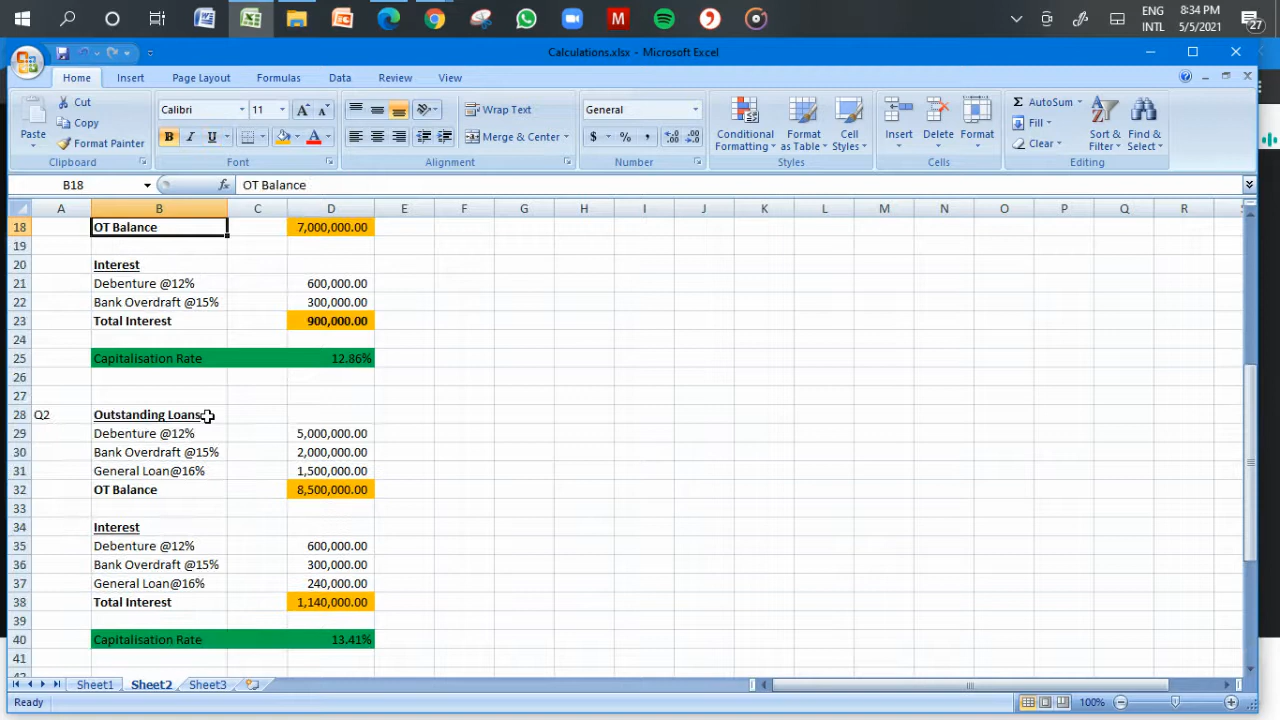 ENG 8:34 PM
INTL 5/5/2021 27
Calculations.xlsx - Microsoft Excel
Home Insert Page Layout Formulas Data Review View
Cut Calibri 11 Wrap Text General AutoSum
Copy Fill
Paste Format Painter Merge & Center Conditional Formatting Format as Table Cell Styles Insert Delete Format Clear Sort & Filter Find & Select
Clipboard Font Alignment Number Styles Cells Editing
B18 fx OT Balance
A B C D E F G H I J K L M N O P Q R
18 OT Balance 7,000,000.00
19
20 Interest
21 Debenture @12% 600,000.00
22 Bank Overdraft @15% 300,000.00
23 Total Interest 900,000.00
24
25 Capitalisation Rate 12.86%
26
27
28 Q2 Outstanding Loans
29 Debenture @12% 5,000,000.00
30 Bank Overdraft @15% 2,000,000.00
31 General Loan@16% 1,500,000.00
32 OT Balance 8,500,000.00
33
34 Interest
35 Debenture @12% 600,000.00
36 Bank Overdraft @15% 300,000.00
37 General Loan@16% 240,000.00
38 Total Interest 1,140,000.00
39
40 Capitalisation Rate 13.41%
41
Sheet1 Sheet2 Sheet3
Ready 100%